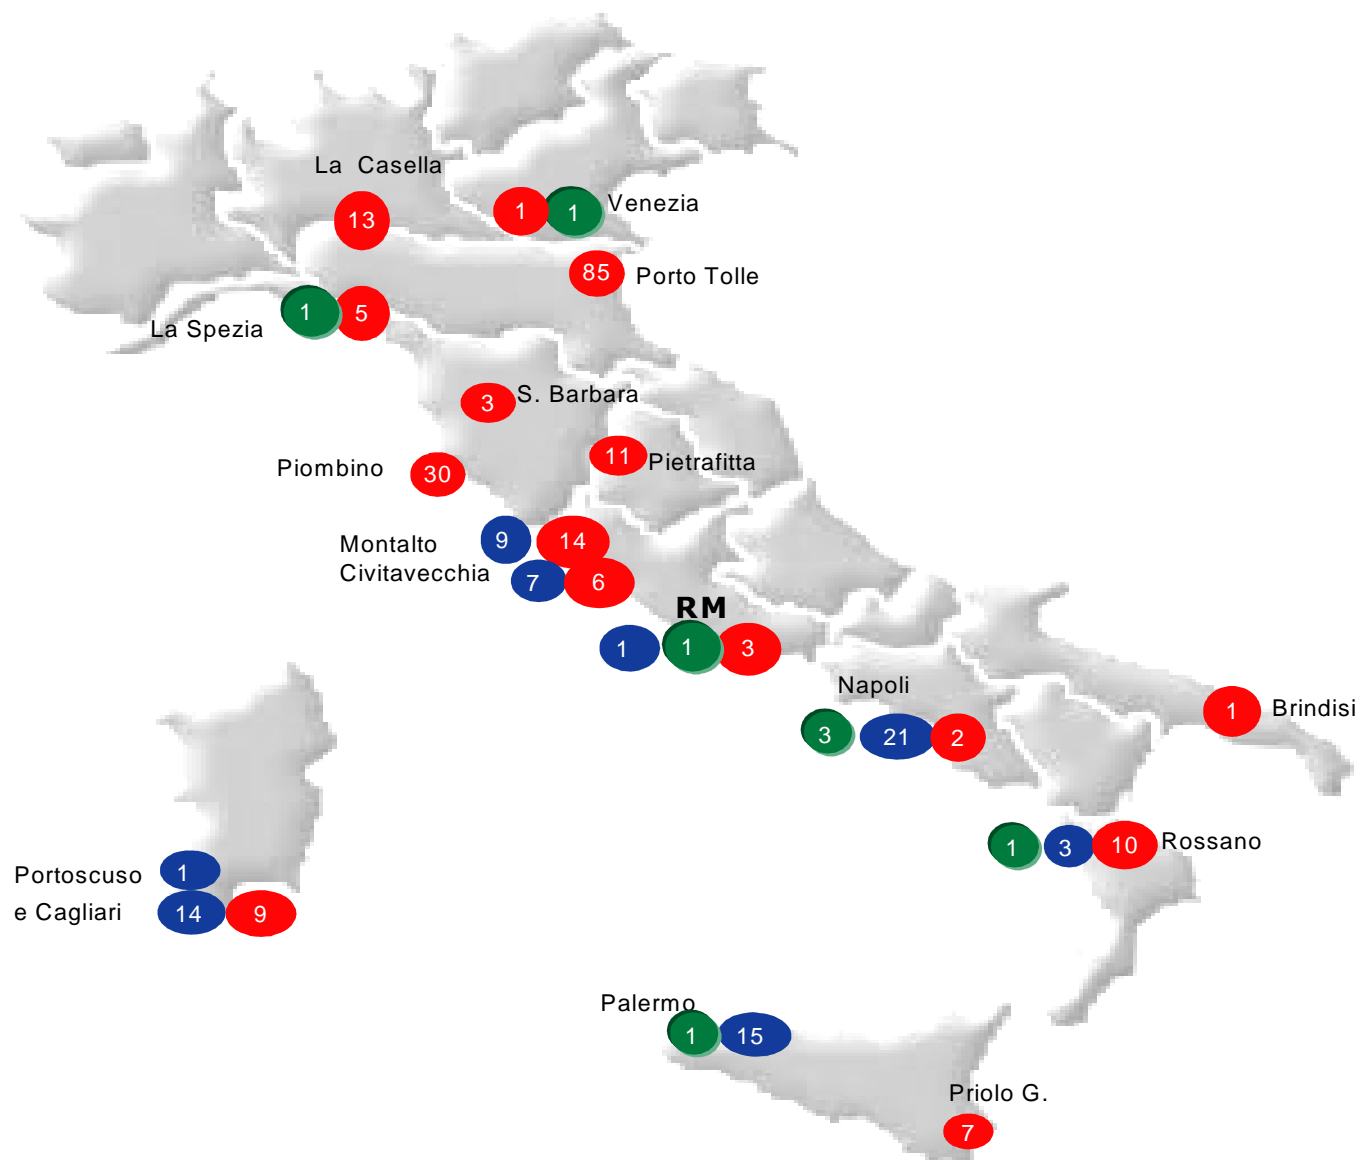 La Casella
13
1 1 Venezia
85 Porto Tolle
1 5
La Spezia
3 S. Barbara
11 Pietrafitta
Piombino 30
9 14
Montalto
Civitavecchia 7 6
RM
1 1 3
Napoli
3 21 2
1 Brindisi
1 3 10 Rossano
1
Portoscuso
e Cagliari 14 9
Palermo
1 15
Priolo G.
7